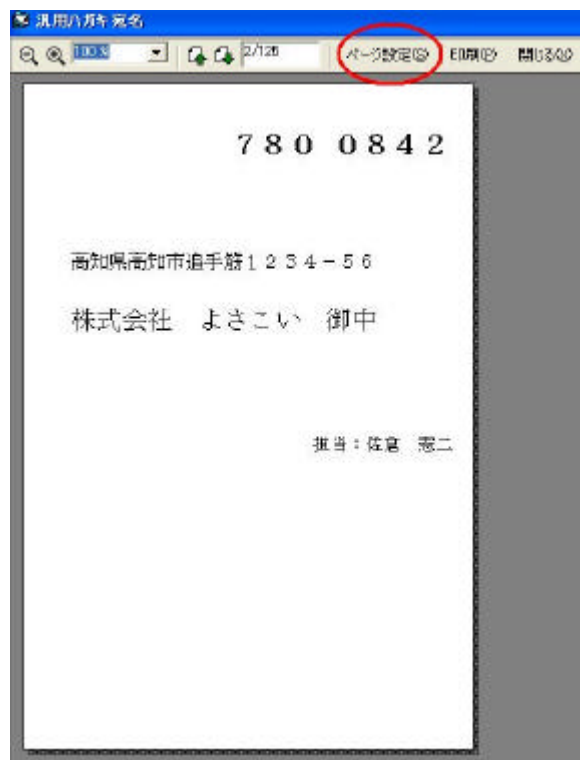 汎用ハガキ宛名
100% 2/126 ページ設定(S) 印刷(P) 閉じる(X)
780 0842
高知県高知市追手筋1234-56
株式会社 よさこい 御中
担当:佐倉 憲二